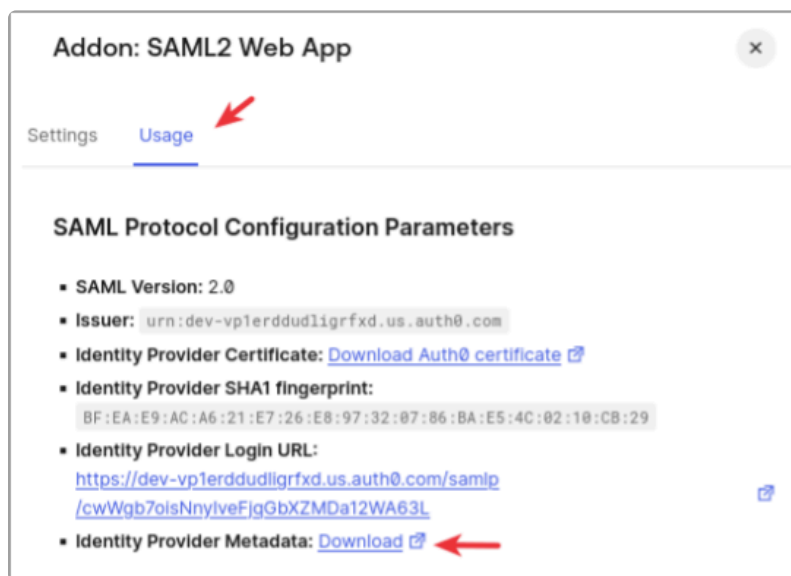 Addon: SAML2 Web App
Settings Usage
SAML Protocol Configuration Parameters
▪ SAML Version: 2.0
▪ Issuer: urn:dev-vp1erddudligrfxd.us.auth0.com
▪ Identity Provider Certificate: Download Auth0 certificate
▪ Identity Provider SHA1 fingerprint:
BF:EA:E9:AC:A6:21:E7:26:E8:97:32:07:86:BA:E5:4C:02:10:CB:29
▪ Identity Provider Login URL:
https://dev-vp1erddudligrfxd.us.auth0.com/samlp
/cwWgb7oisNnylveFjqGbXZMDa12WA63L
▪ Identity Provider Metadata: Download